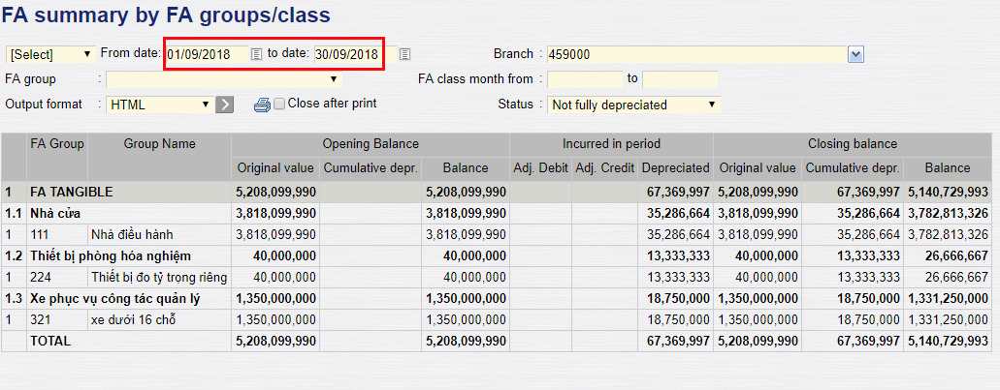 FA summary by FA groups/class
[Select] From date: 01/09/2018 to date: 30/09/2018 Branch : 459000
FA group : FA class month from : to
Output format : HTML Close after print Status : Not fully depreciated
FA Group Group Name Opening Balance Incurred in period Closing balance
Original value Cumulative depr. Balance Adj. Debit Adj. Credit Depreciated Original value Cumulative depr. Balance
1 FA TANGIBLE 5,208,099,990 5,208,099,990 67,369,997 5,208,099,990 67,369,997 5,140,729,993
1.1 Nhà cửa 3,818,099,990 3,818,099,990 35,286,664 3,818,099,990 35,286,664 3,782,813,326
1 111 Nhà điều hành 3,818,099,990 3,818,099,990 35,286,664 3,818,099,990 35,286,664 3,782,813,326
1.2 Thiết bị phòng hóa nghiệm 40,000,000 40,000,000 13,333,333 40,000,000 13,333,333 26,666,667
1 224 Thiết bị đo tỷ trọng riêng 40,000,000 40,000,000 13,333,333 40,000,000 13,333,333 26,666,667
1.3 Xe phục vụ công tác quản lý 1,350,000,000 1,350,000,000 18,750,000 1,350,000,000 18,750,000 1,331,250,000
1 321 xe dưới 16 chỗ 1,350,000,000 1,350,000,000 18,750,000 1,350,000,000 18,750,000 1,331,250,000
TOTAL 5,208,099,990 5,208,099,990 67,369,997 5,208,099,990 67,369,997 5,140,729,993